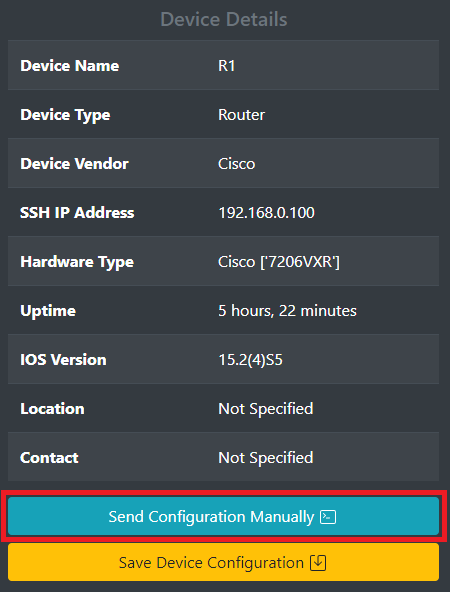 Device Details
Device Name R1
Device Type Router
Device Vendor Cisco
SSH IP Address 192.168.0.100
Hardware Type Cisco ['7206VXR']
Uptime 5 hours, 22 minutes
IOS Version 15.2(4)S5
Location Not Specified
Contact Not Specified
Send Configuration Manually
Save Device Configuration